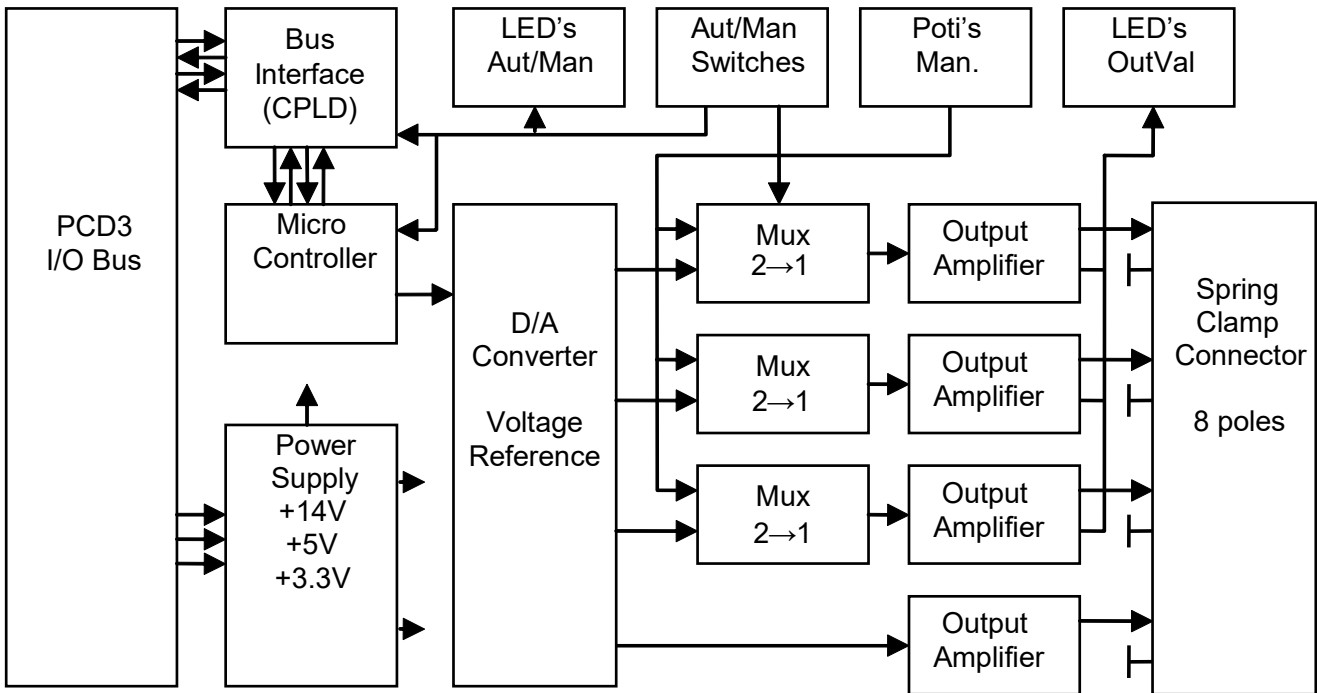 PCD3
I/O Bus
Bus
Interface
(CPLD)
LED’s
Aut/Man
Aut/Man
Switches
Poti’s
Man.
LED’s
OutVal
Micro
Controller
Power
Supply
+14V
+5V
+3.3V
D/A
Converter
Voltage
Reference
Mux
2→1
Output
Amplifier
Mux
2→1
Output
Amplifier
Mux
2→1
Output
Amplifier
Output
Amplifier
Spring
Clamp
Connector
8 poles